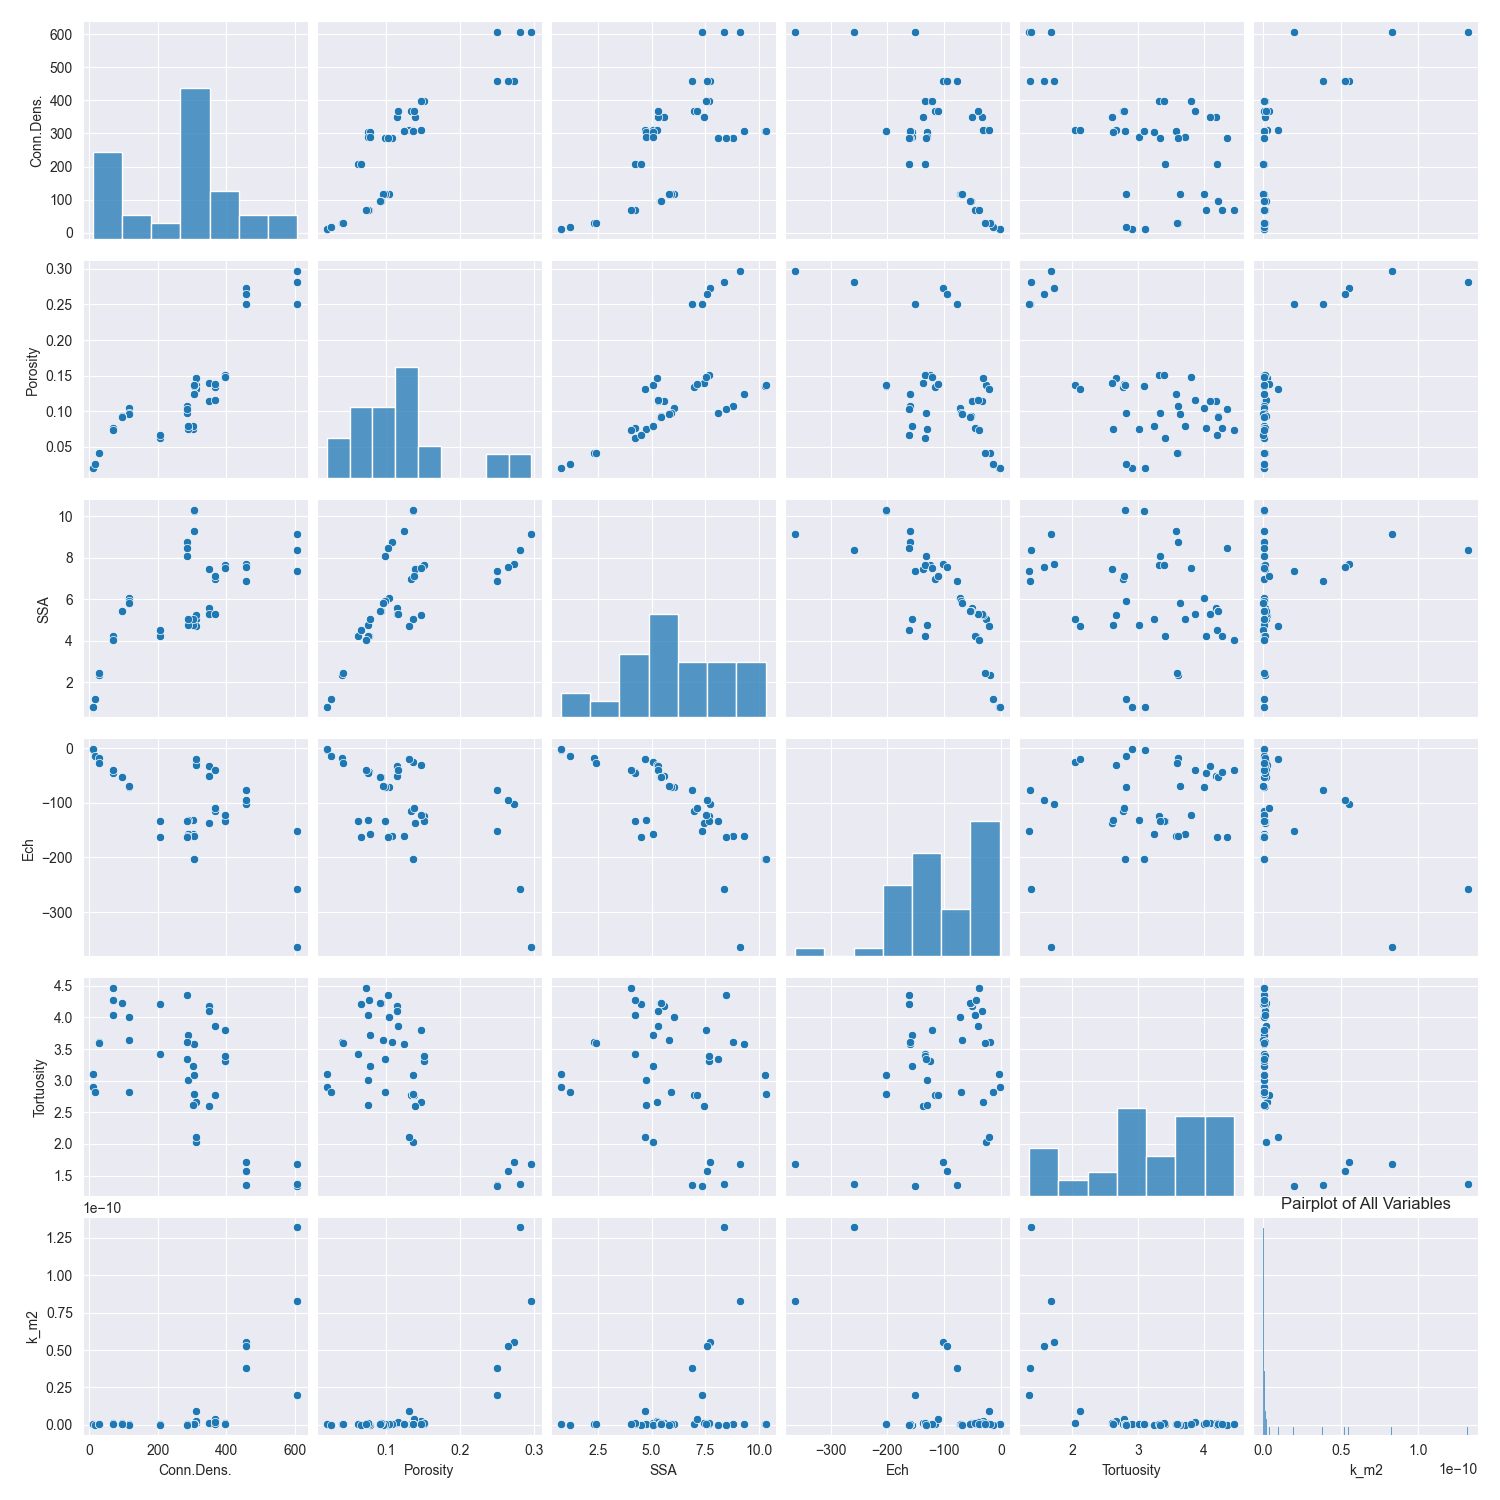 600
500
400
300
200
100
0
Conn.Dens.
0.30
0.25
0.20
0.15
0.10
0.05
Porosity
10
8
6
4
2
SSA
0
−100
−200
−300
Ech
4.5
4.0
3.5
3.0
2.5
2.0
1.5
Tortuosity
1e−10
Pairplot of All Variables
1.25
1.00
0.75
0.50
0.25
0.00
k_m2
0 200 400 600
0.1 0.2 0.3
2.5 5.0 7.5 10.0
−300 −200 −100 0
2 3 4
0.0 0.5 1.0
1e−10
Conn.Dens. Porosity SSA Ech Tortuosity k_m2